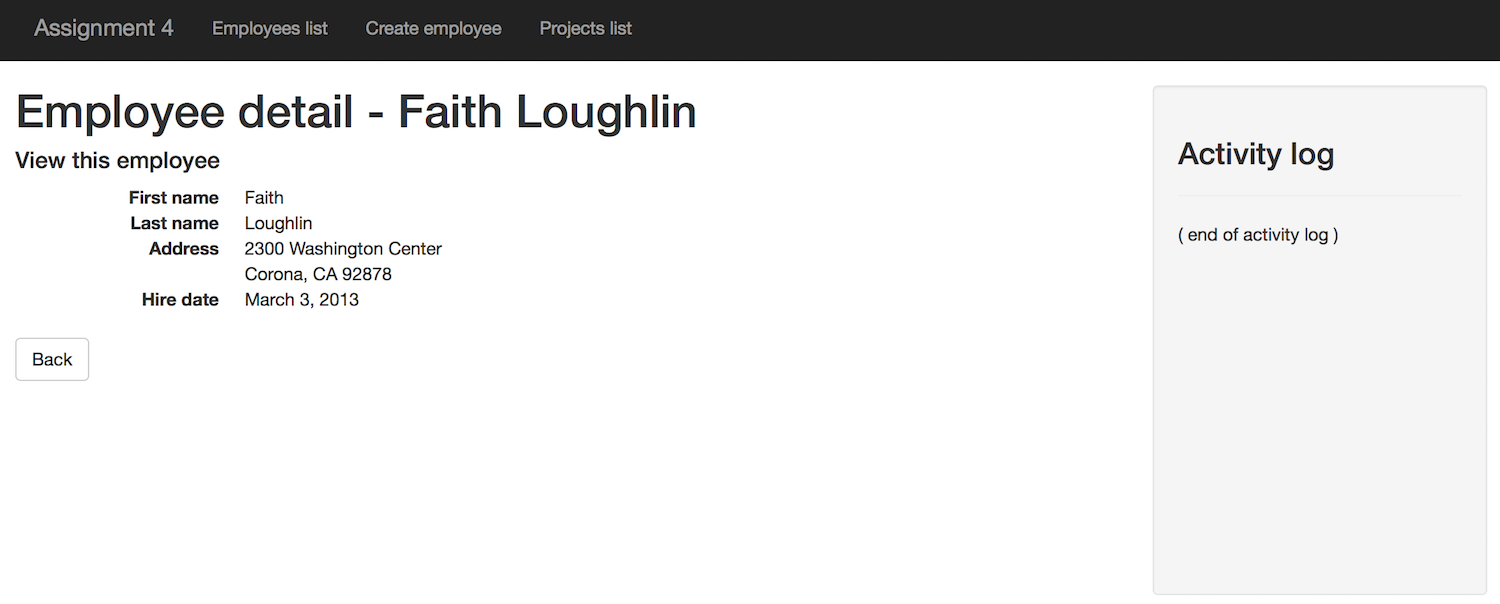 Assignment 4 Employees list Create employee Projects list
Employee detail - Faith Loughlin
View this employee
First name Faith
Last name Loughlin
Address 2300 Washington Center
Corona, CA 92878
Hire date March 3, 2013
Back
Activity log
( end of activity log )